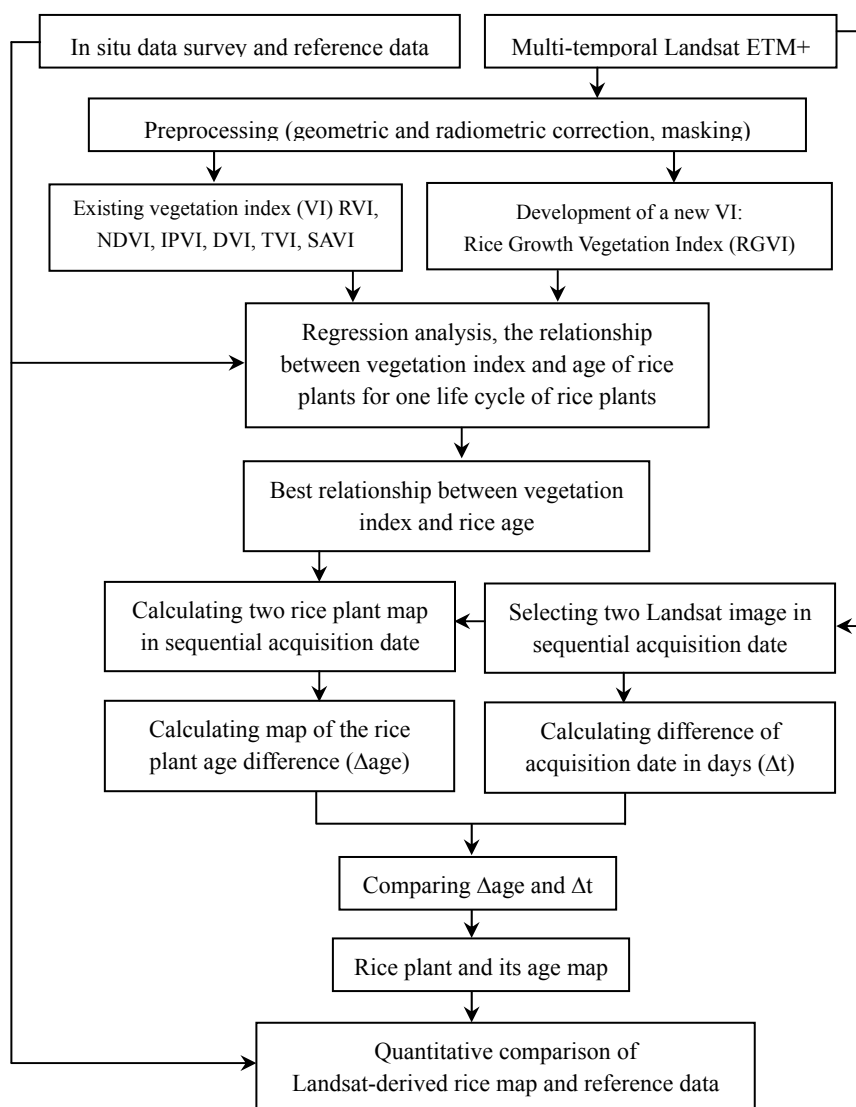 In situ data survey and reference data
Multi-temporal Landsat ETM+
Preprocessing (geometric and radiometric correction, masking)
Existing vegetation index (VI) RVI,
NDVI, IPVI, DVI, TVI, SAVI
Development of a new VI:
Rice Growth Vegetation Index (RGVI)
Regression analysis, the relationship
between vegetation index and age of rice
plants for one life cycle of rice plants
Best relationship between vegetation
index and rice age
Calculating two rice plant map
in sequential acquisition date
Selecting two Landsat image in
sequential acquisition date
Calculating map of the rice
plant age difference (Δage)
Calculating difference of
acquisition date in days (Δt)
Comparing Δage and Δt
Rice plant and its age map
Quantitative comparison of
Landsat-derived rice map and reference data